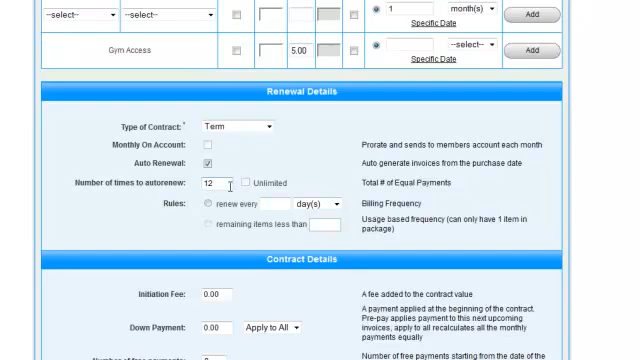 --select-- --select-- 1 month(s) Add
Specific Date
Gym Access 5.00 --select-- Add
Specific Date
Renewal Details
Type of Contract:* Term
Monthly On Account: Prorate and sends to members account each month
Auto Renewal: Auto generate invoices from the purchase date
Number of times to autorenew: 12 Unlimited Total # of Equal Payments
Rules: renew every day(s) Billing Frequency
remaining items less than Usage based frequency (can only have 1 item in
package)
Contract Details
Initiation Fee: 0.00 A fee added to the contract value
A payment applied at the beginning of the contract.
Pre-pay applies payment to this next upcoming
Down Payment: 0.00 Apply to All invoices, apply to all recalculates all the monthly
payments equally
Number of free payments: Number of free payments starting from the date of the